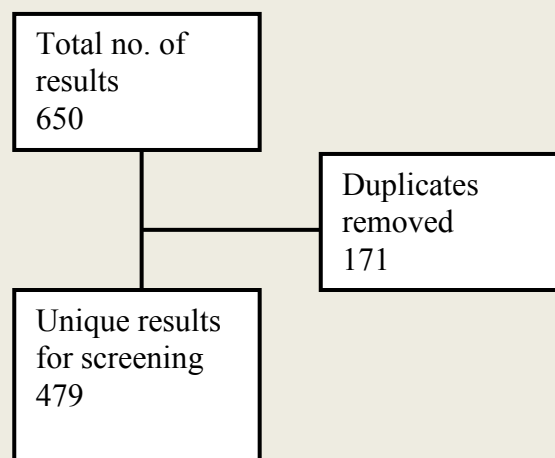 Total no. of
results
650
Duplicates
removed
171
Unique results
for screening
479